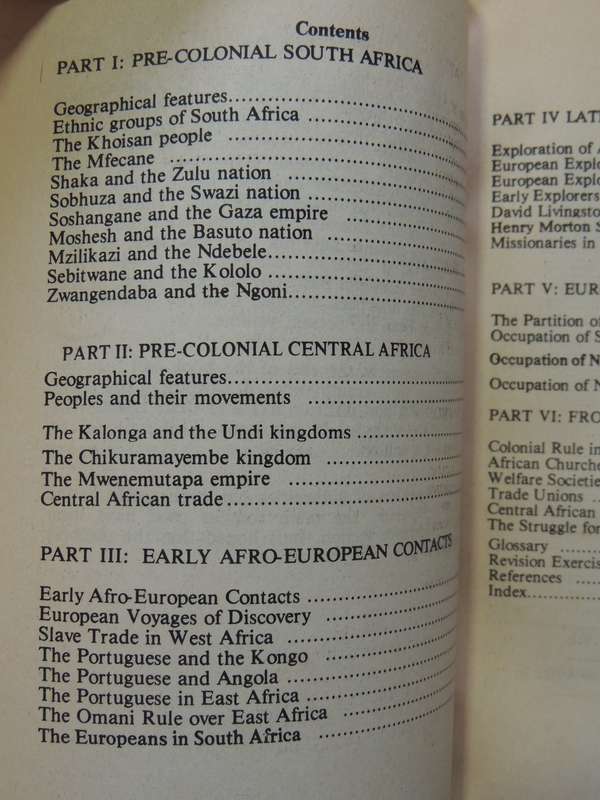 Contents
PART I: PRE-COLONIAL SOUTH AFRICA
Geographical features
Ethnic groups of South Africa
The Khoisan people
The Mfecane
Shaka and the Zulu nation
Sobhuza and the Swazi nation
Soshangane and the Gaza empire
Moshesh and the Basuto nation
Mzilikazi and the Ndebele
Sebitwane and the Kololo
Zwangendaba and the Ngoni
PART II: PRE-COLONIAL CENTRAL AFRICA
Geographical features
Peoples and their movements
The Kalonga and the Undi kingdoms
The Chikuramayembe kingdom
The Mwenemutapa empire
Central African trade
PART III: EARLY AFRO-EUROPEAN CONTACTS
Early Afro-European Contacts
European Voyages of Discovery
Slave Trade in West Africa
The Portuguese and the Kongo
The Portuguese and Angola
The Portuguese in East Africa
The Omani Rule over East Africa
The Europeans in South Africa
PART IV
Exploration of
European
European
Early Explorers
David
Henry Morton
Missionaries in
PART V:
The Partition
Occupation of
Occupation of
Occupation of
PART VI:
Colonial Rule in
African
Welfare
Trade Unions
Central African
The Struggle for
Glossary
Revision
References
Index